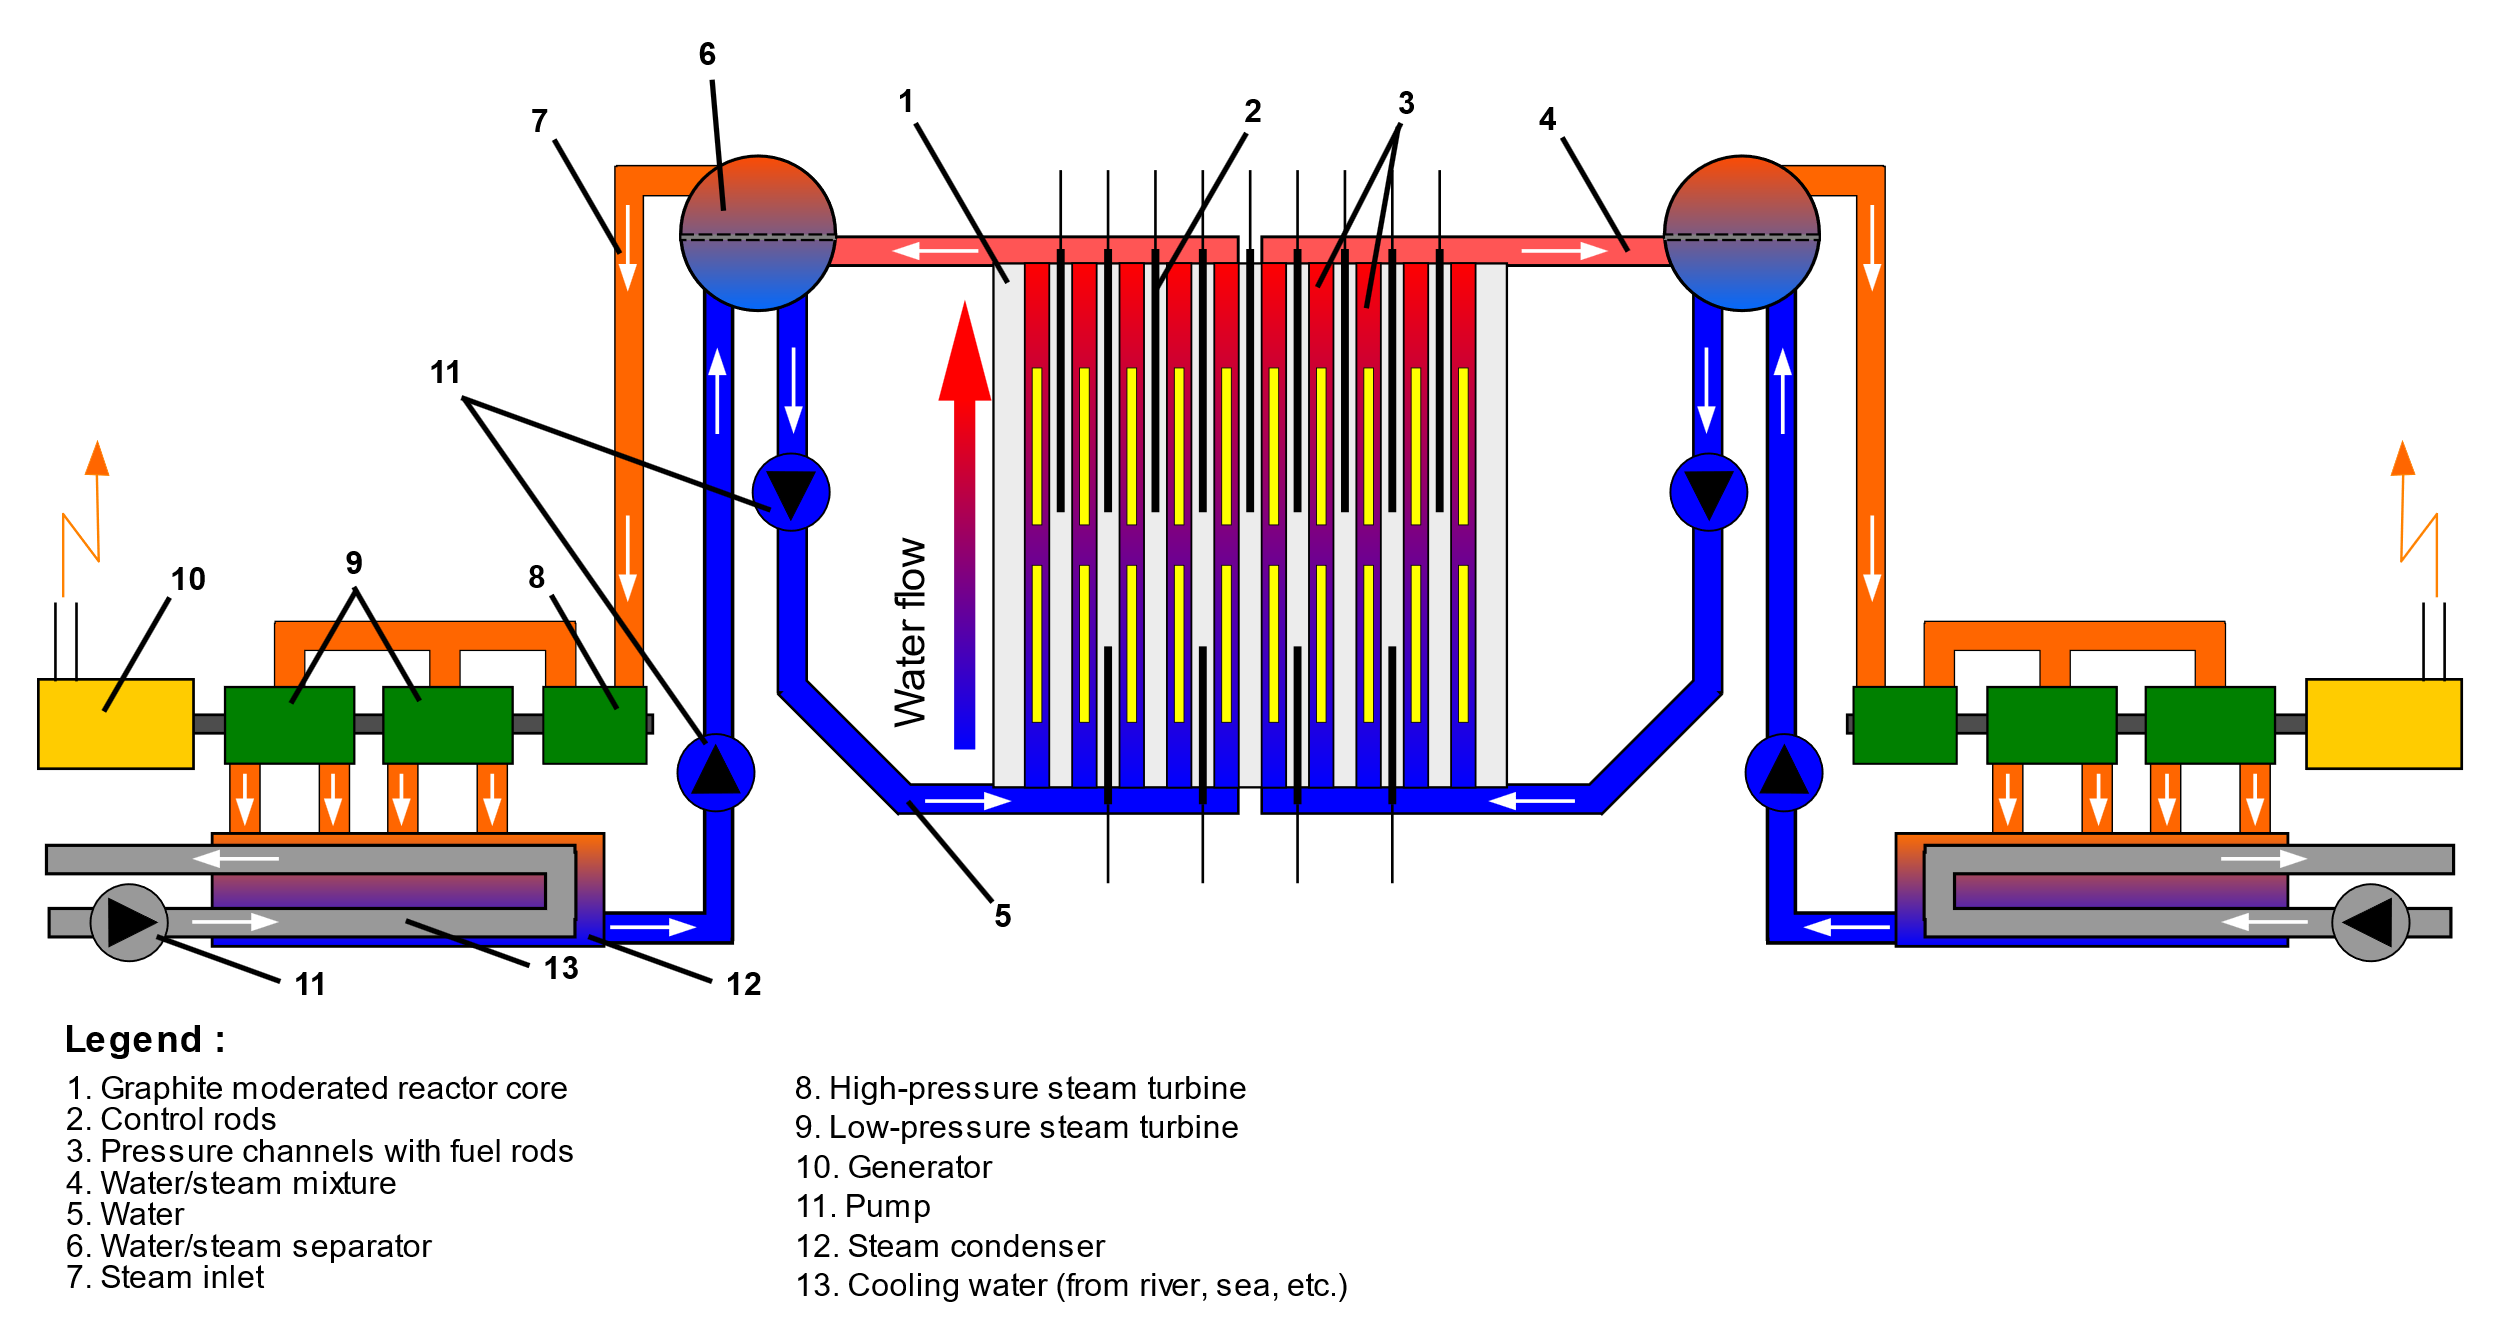 6
1
2
3
4
7
11
9
8
10
Water flow
5
13
11
12
Legend :
1. Graphite moderated reactor core
2. Control rods
3. Pressure channels with fuel rods
4. Water/steam mixture
5. Water
6. Water/steam separator
7. Steam inlet
8. High-pressure steam turbine
9. Low-pressure steam turbine
10. Generator
11. Pump
12. Steam condenser
13. Cooling water (from river, sea, etc.)